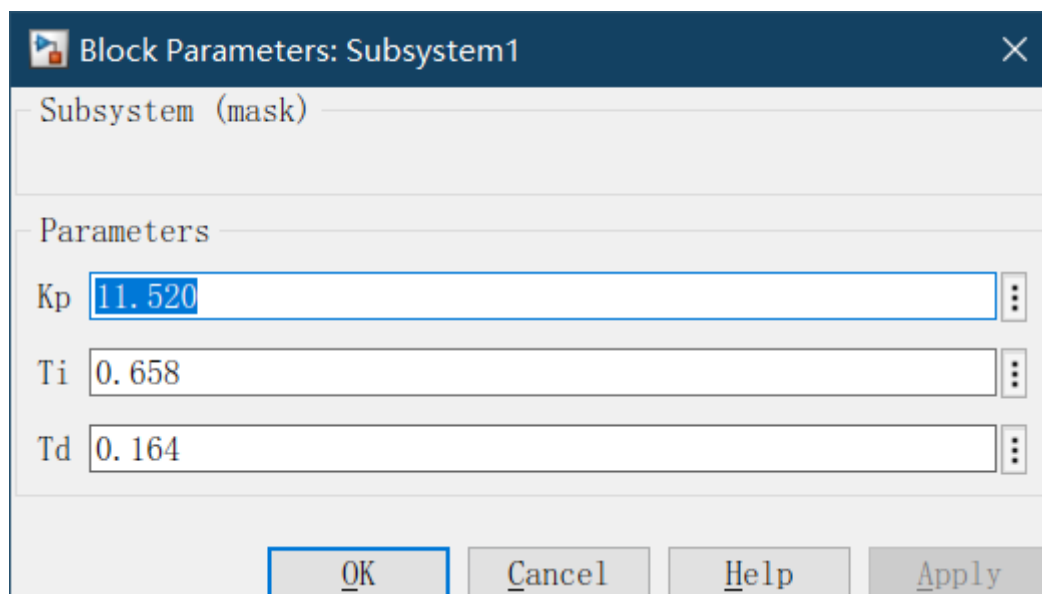 Block Parameters: Subsystem1
Subsystem (mask)
Parameters
Kp 11.520
Ti 0.658
Td 0.164
OK Cancel Help Apply